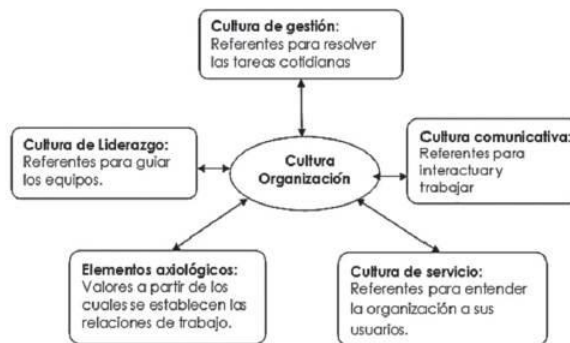 Cultura de gestión:
Referentes para resolver
las tareas cotidianas
Cultura de Liderazgo:
Referentes para guiar
los equipos.
Cultura
Organización
Cultura comunicativa:
Referentes para
interactuar y
trabajar
Elementos axiológicos:
Valores a partir de los
cuales se establecen las
relaciones de trabajo.
Cultura de servicio:
Referentes para entender
la organización a sus
usuarios.